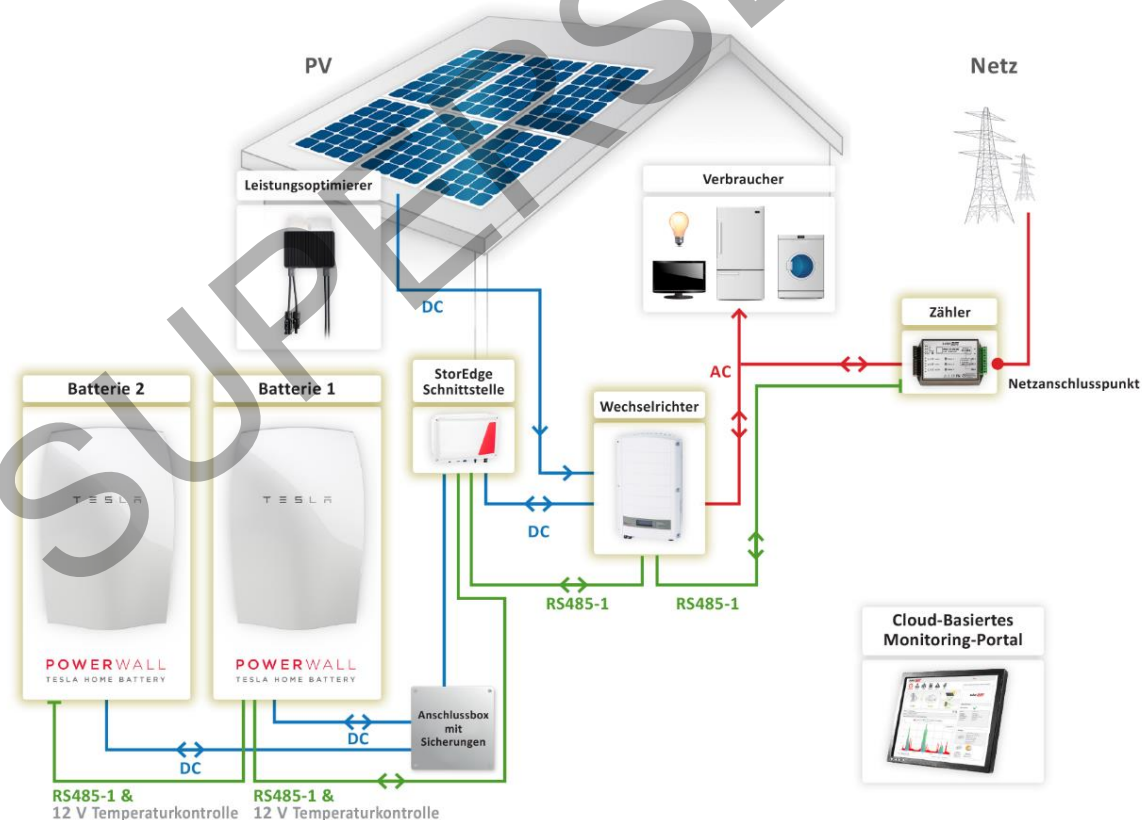 PV
Netz
Leistungsoptimierer
Verbraucher
DC
Zähler
StorEdge
Schnittstelle
AC
Netzanschlusspunkt
Batterie 2
Batterie 1
Wechselrichter
TESLA
TESLA
DC
RS485-1
RS485-1
Cloud-Basiertes
Monitoring-Portal
POWERWALL
TESLA HOME BATTERY
POWERWALL
TESLA HOME BATTERY
Anschlussbox
mit
Sicherungen
DC
DC
RS485-1 &
12 V Temperaturkontrolle
RS485-1 &
12 V Temperaturkontrolle